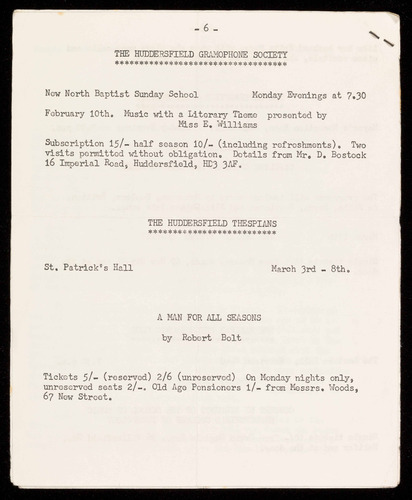 - 6 -
THE HUDDERSFIELD GRAMOPHONE SOCIETY
************************************
New North Baptist Sunday School Monday Evenings at 7.30
February 10th. Music with a Literary Theme presented by
Miss E. Williams
Subscription 15/- half season 10/- (including refreshments). Two
visits permitted without obligation. Details from Mr. D. Bostock
16 Imperial Road, Huddersfield, HD3 3AF.
THE HUDDERSFIELD THESPIANS
***************************
St. Patrick's Hall March 3rd - 8th.
A MAN FOR ALL SEASONS
by Robert Bolt
Tickets 5/- (reserved) 2/6 (unreserved) On Monday nights only,
unreserved seats 2/-. Old Age Pensioners 1/- from Messrs. Woods,
67 New Street.